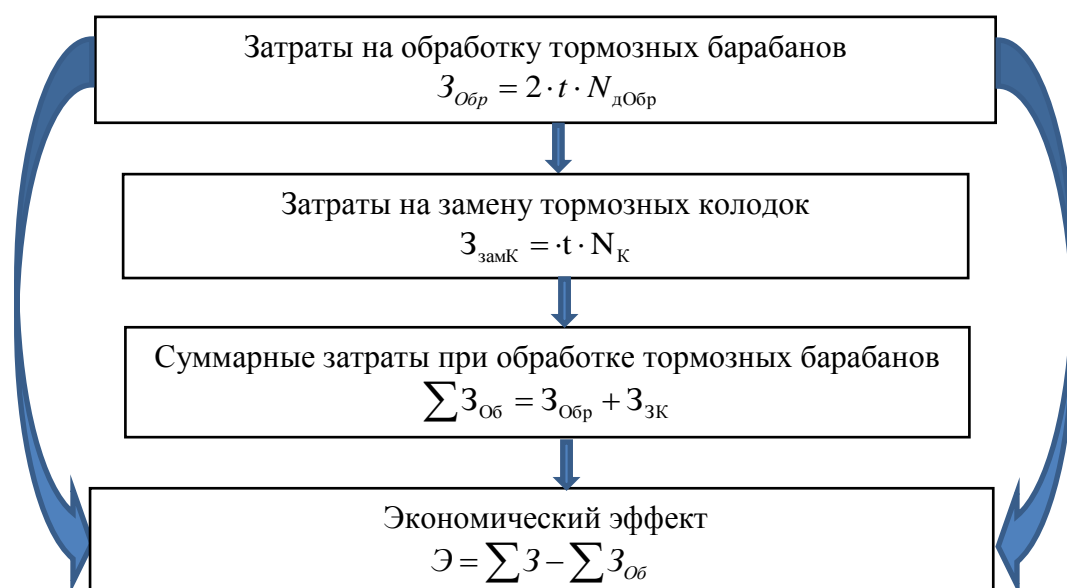 Затраты на обработку тормозных барабанов
З_Обр = 2 · t · N_дОбр
Затраты на замену тормозных колодок
З_замК = ·t · N_К
Суммарные затраты при обработке тормозных барабанов
∑З_Об = З_Обр + З_ЗК
Экономический эффект
Э = ∑З − ∑З_Об